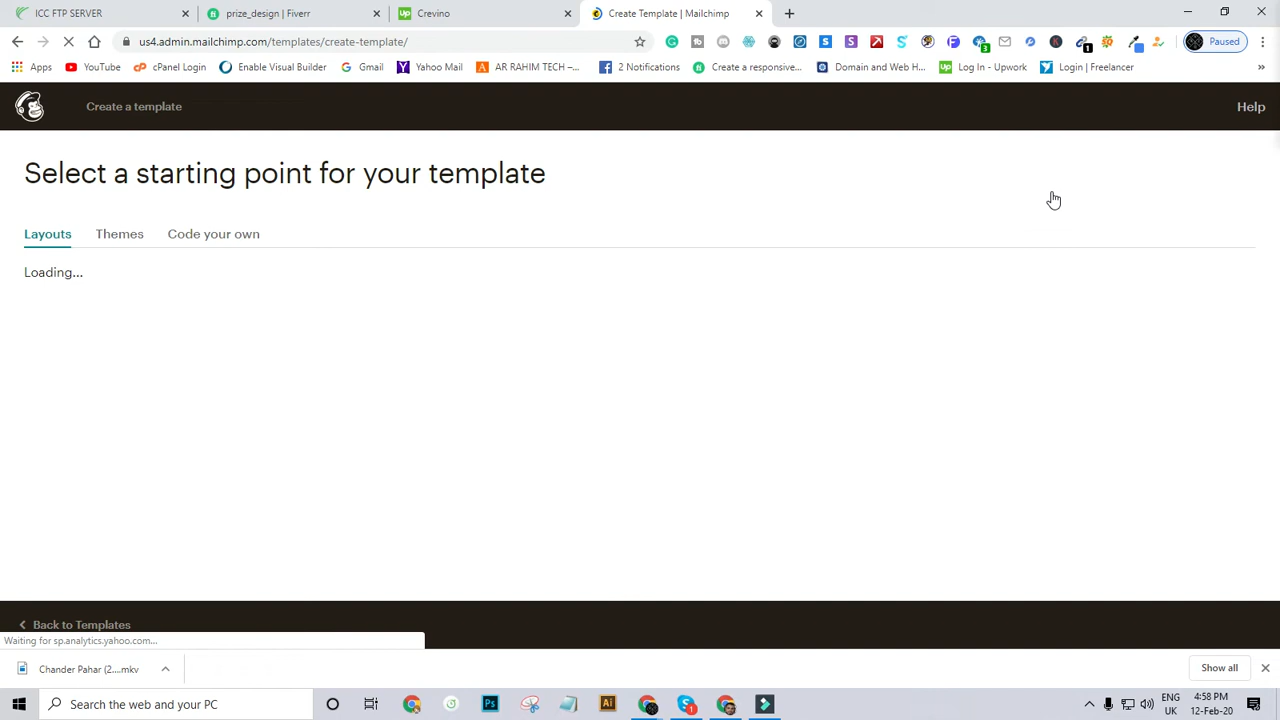 ICC FTP SERVER
prize_design | Fiverr
Crevino
Create Template | Mailchimp
us4.admin.mailchimp.com/templates/create-template/
Paused
Apps
YouTube
cPanel Login
Enable Visual Builder
Gmail
Yahoo Mail
AR RAHIM TECH –...
2 Notifications
Create a responsive...
Domain and Web H...
Log In - Upwork
Login | Freelancer
»
Create a template
Help
Select a starting point for your template
Layouts
Themes
Code your own
Loading...
Back to Templates
Waiting for sp.analytics.yahoo.com...
Chander Pahar (2....mkv
Show all
Search the web and your PC
ENG
UK
4:58 PM
12-Feb-20